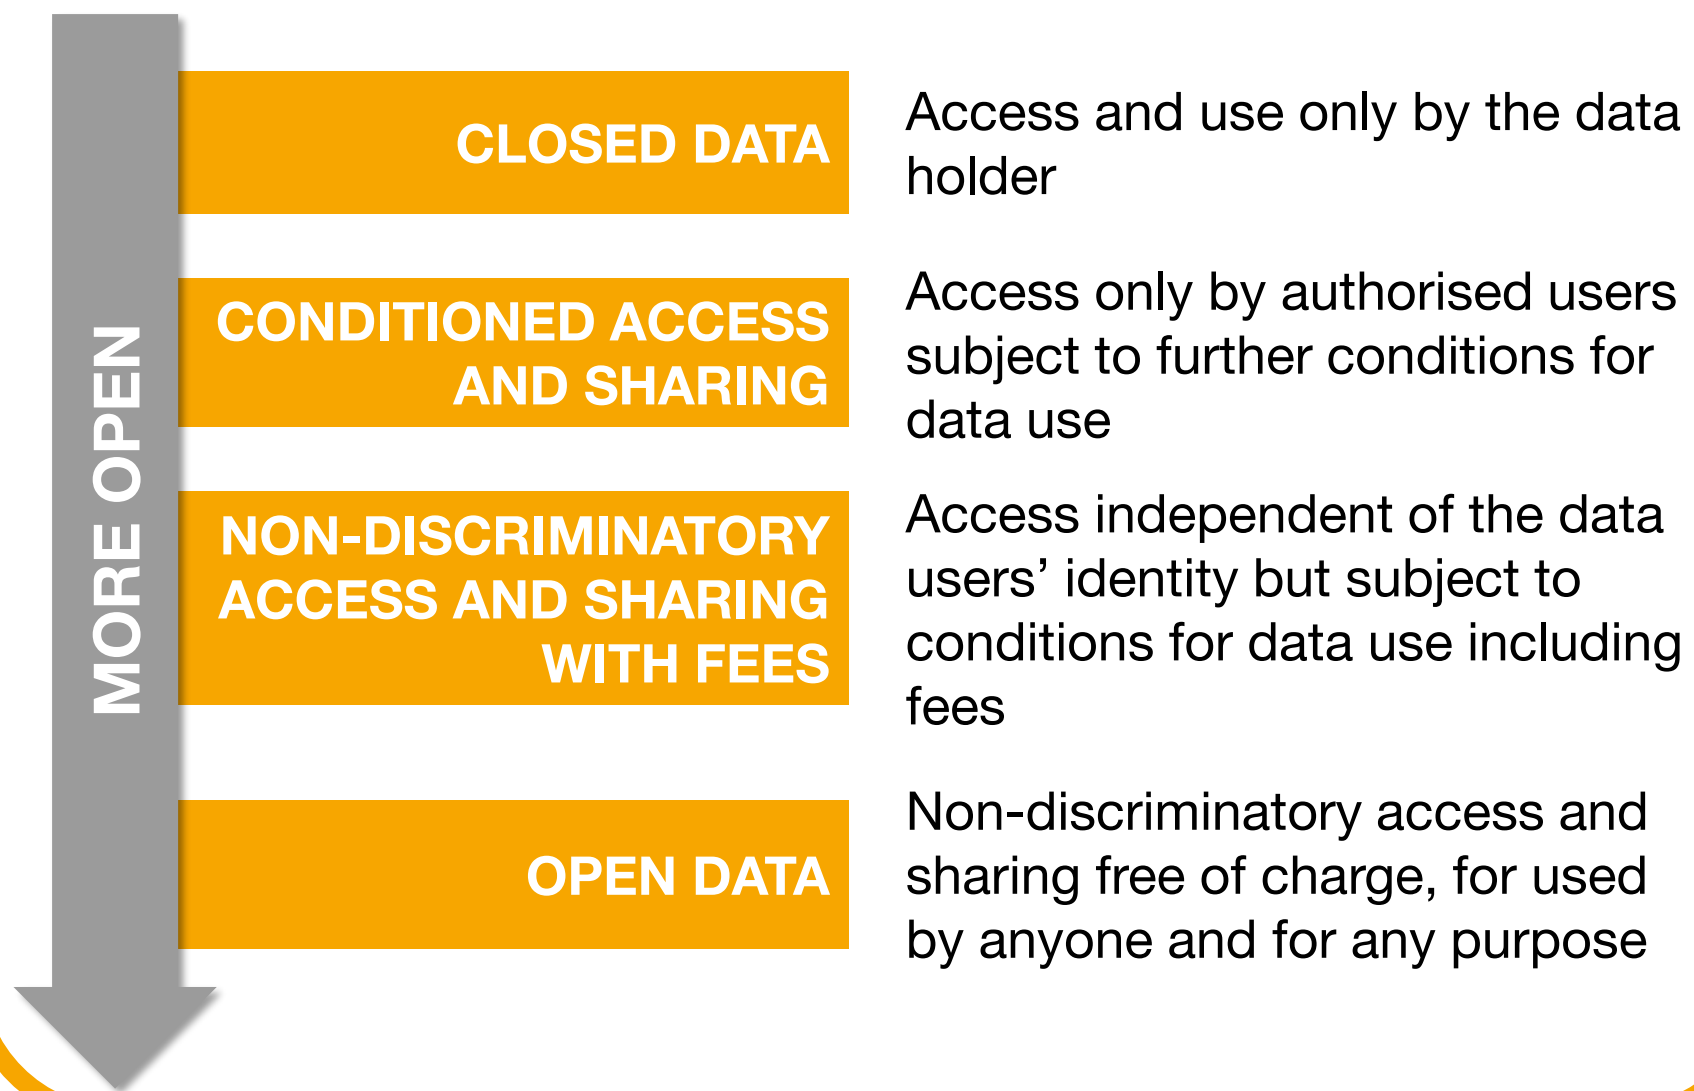 MORE OPEN
CLOSED DATA
Access and use only by the data
holder
CONDITIONED ACCESS
AND SHARING
Access only by authorised users
subject to further conditions for
data use
NON-DISCRIMINATORY
ACCESS AND SHARING
WITH FEES
Access independent of the data
users’ identity but subject to
conditions for data use including
fees
OPEN DATA
Non-discriminatory access and
sharing free of charge, for used
by anyone and for any purpose